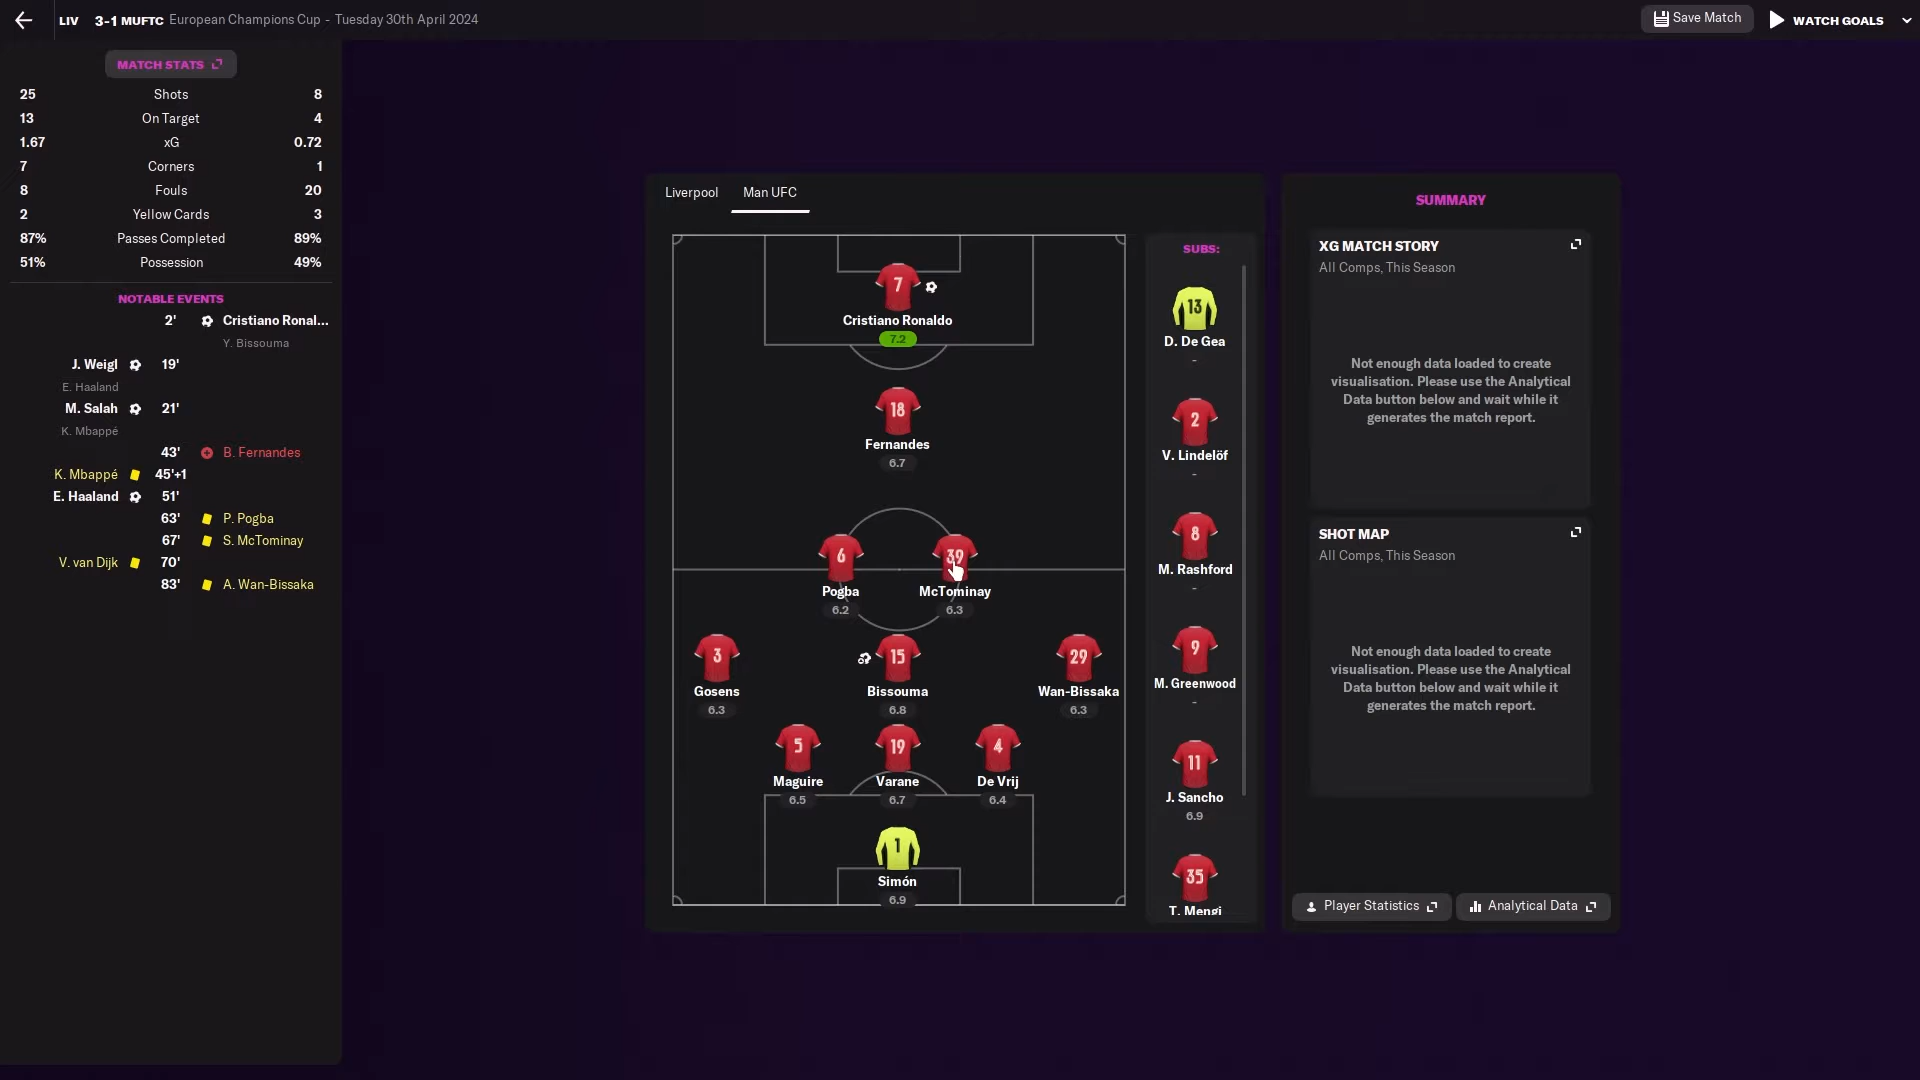 LIV 3-1 MUFTC European Champions Cup - Tuesday 30th April 2024
Save Match
WATCH GOALS
MATCH STATS
25 Shots 8
13 On Target 4
1.67 xG 0.72
7 Corners 1
8 Fouls 20
2 Yellow Cards 3
87% Passes Completed 89%
51% Possession 49%
NOTABLE EVENTS
2' Cristiano Ronal...
Y. Bissouma
J. Weigl 19'
E. Haaland
M. Salah 21'
K. Mbappé
43' B. Fernandes
K. Mbappé 45'+1
E. Haaland 51'
63' P. Pogba
67' S. McTominay
V. van Dijk 70'
83' A. Wan-Bissaka
Liverpool Man UFC
7
Cristiano Ronaldo
7.2
18
Fernandes
6.7
6 39
Pogba McTominay
6.2 6.3
3 15 29
Gosens Bissouma Wan-Bissaka
6.3 6.8 6.3
5 19 4
Maguire Varane De Vrij
6.5 6.7 6.4
1
Simón
6.9
SUBS:
13
D. De Gea
-
2
V. Lindelöf
-
8
M. Rashford
-
9
M. Greenwood
-
11
J. Sancho
6.9
35
T. Mengi
SUMMARY
XG MATCH STORY
All Comps, This Season
Not enough data loaded to create
visualisation. Please use the Analytical
Data button below and wait while it
generates the match report.
SHOT MAP
All Comps, This Season
Not enough data loaded to create
visualisation. Please use the Analytical
Data button below and wait while it
generates the match report.
Player Statistics
Analytical Data